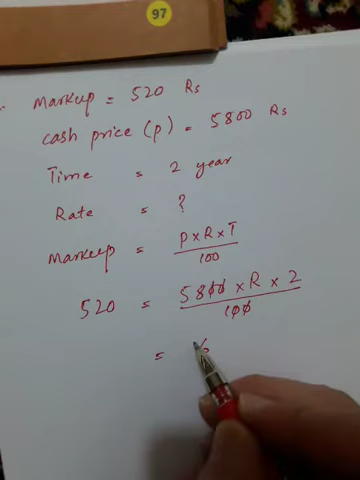 97
Markup = 520 Rs
cash price (p) = 5800 Rs
Time = 2 year
Rate = ?
Markup = P×R×T
100
520 = 5800 × R × 2
100
=